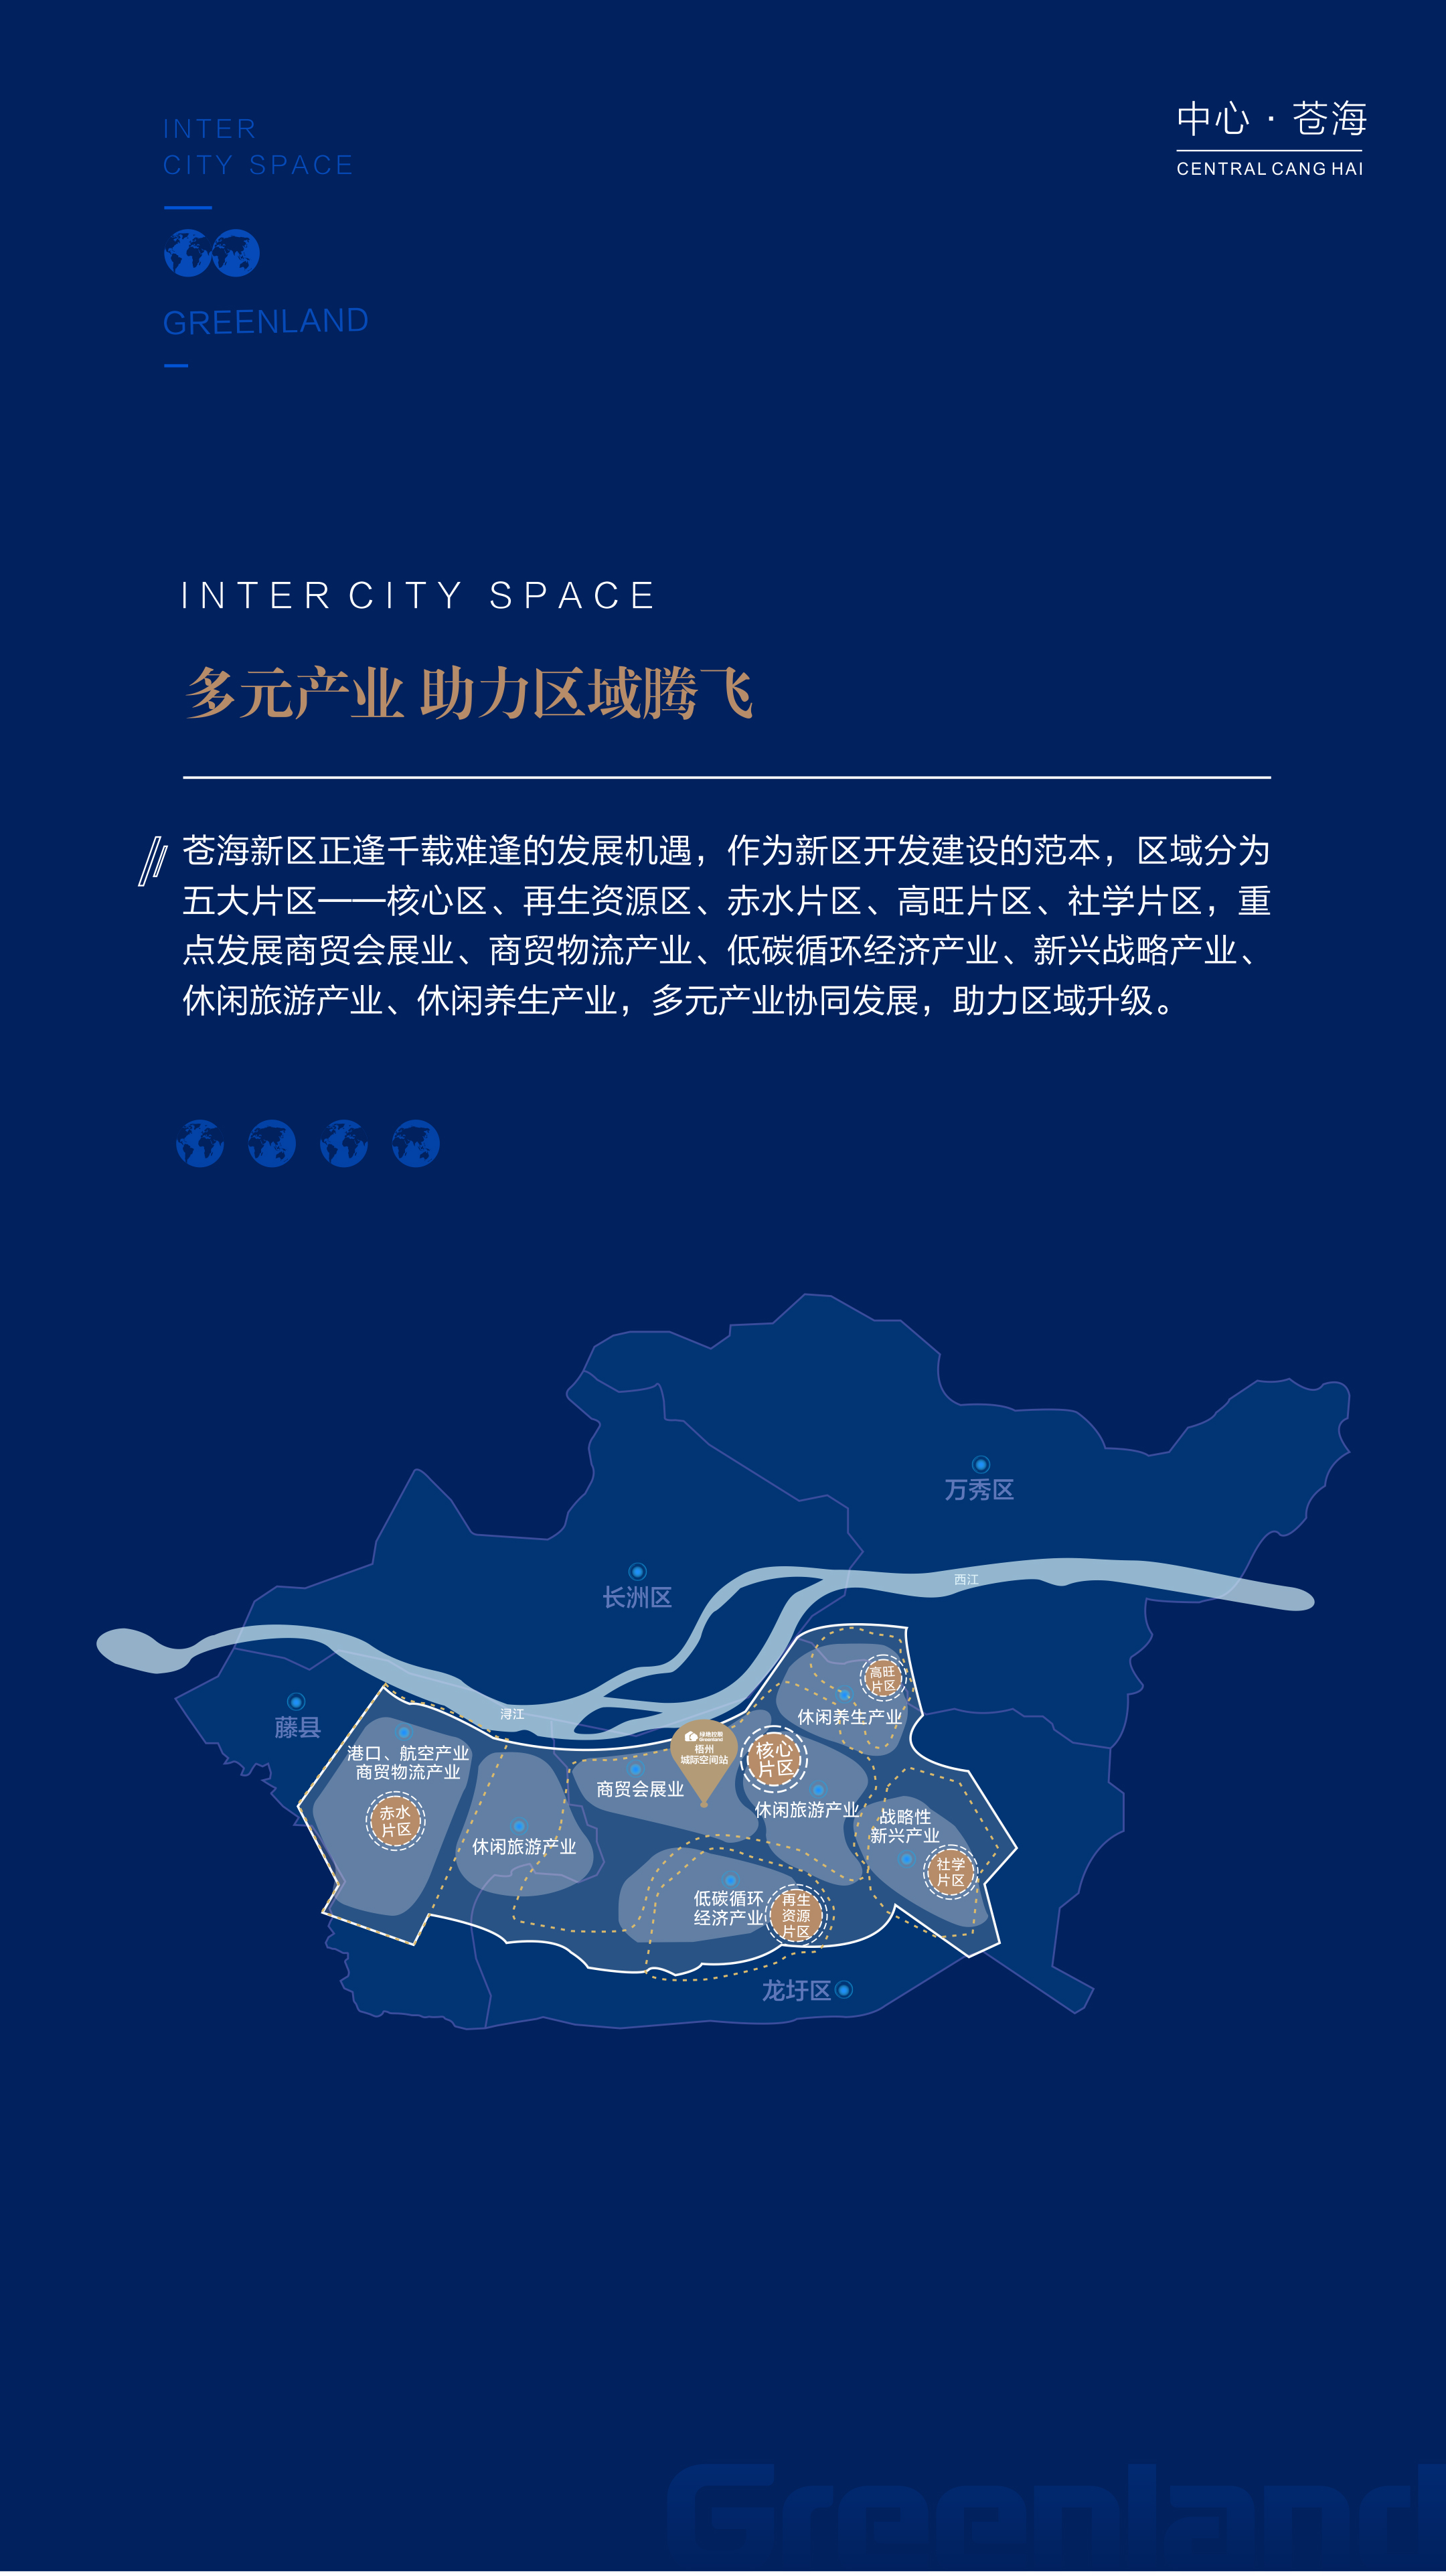 INTER
CITY SPACE
GREENLAND
中心 · 苍海
CENTRAL CANG HAI
INTER CITY SPACE
多元产业 助力区域腾飞
苍海新区正逢千载难逢的发展机遇，作为新区开发建设的范本，区域分为
五大片区——核心区、再生资源区、赤水片区、高旺片区、社学片区，重
点发展商贸会展业、商贸物流产业、低碳循环经济产业、新兴战略产业、
休闲旅游产业、休闲养生产业，多元产业协同发展，助力区域升级。
万秀区
西江
长洲区
高旺
片区
藤县
浔江
休闲养生产业
绿地控股
Greenland
梧州
城际空间站
核心
片区
港口、航空产业
商贸物流产业
商贸会展业
休闲旅游产业
赤水
片区
战略性
新兴产业
休闲旅游产业
社学
片区
低碳循环
经济产业
再生
资源
片区
龙圩区
Greenland